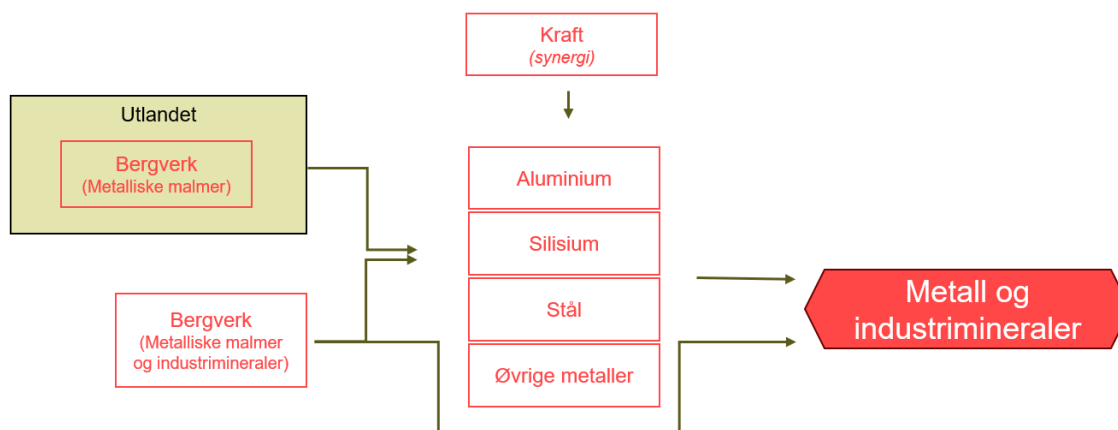 Kraft
(synergi)
Utlandet
Bergverk
(Metalliske malmer)
Bergverk
(Metalliske malmer
og industrimineraler)
Aluminium
Silisium
Stål
Øvrige metaller
Metall og
industrimineraler